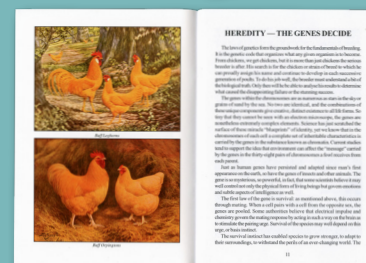 Buff Leghorns
Buff Orpingtons
HEREDITY — THE GENES DECIDE
The laws of genetics form the groundwork for the fundamentals of breeding.
It is the genetic code that organizes what any given organism is to become.
From chickens, we get chickens, but it is more than just chickens the serious
breeder is after. His search is for the chicken or strain of breed in which he
can proudly assign his name and continue to develop in each successive
generation of poultry. To do his job well, the breeder must understand a bit of
the biological truth. Only then will he be able to analyze his results to determine
what caused the disappointing failure or the stunning success.
The genes within the chromosomes are as numerous as stars in the sky or
grains of sand by the sea. No two are identical, and the combinations of
these unique components give creative, distinct existence to all life forms. So
tiny that they cannot be seen with an electron microscope, the genes are
nonetheless extremely complex elements. Science has just scratched the
surface of these minute "blueprints" of identity, yet we know that in the
chromosomes of each cell a complete set of inheritable characteristics is
carried by the genes in the substance known as chromatin. Current studies
tend to support the idea that environment can affect the "message" carried
by the genes in the thirty-eight pairs of chromosomes a fowl receives from
each parent.
Just as human genes have persisted and adapted since man's first
appearance on the earth, so have the genes of insects and other animals. The
gene is so mysterious, so powerful, in fact, that some scientists believe it may
well control not only the physical form of living beings but govern emotions
and subtle aspects of intelligence as well.
The first law of the gene is survival: as mentioned above, this occurs
through mating. When a cell pairs with a cell from the opposite sex, the
genes are pooled. Some authorities believe that electrical impulse and
chemistry govern the mating response by acting in such a way on the brain as
to stimulate the pairing urge. Survival of the species may well depend on this
urge, or basic instinct.
The survival instinct has enabled species to grow stronger, to adapt to
their surroundings, to withstand the perils of an ever-changing world. The
11